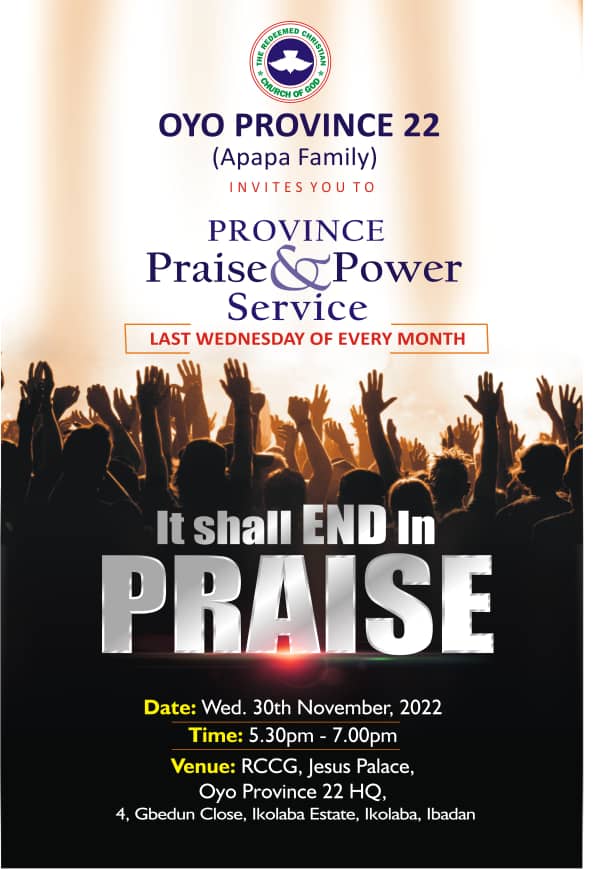 THE REDEEMED CHRISTIAN
CHURCH OF GOD
OYO PROVINCE 22
(Apapa Family)
INVITES YOU TO
PROVINCE
Praise & Power
Service
LAST WEDNESDAY OF EVERY MONTH
It shall END In
PRAISE
Date: Wed. 30th November, 2022
Time: 5.30pm - 7.00pm
Venue: RCCG, Jesus Palace,
Oyo Province 22 HQ,
4, Gbedun Close, Ikolaba Estate, Ikolaba, Ibadan